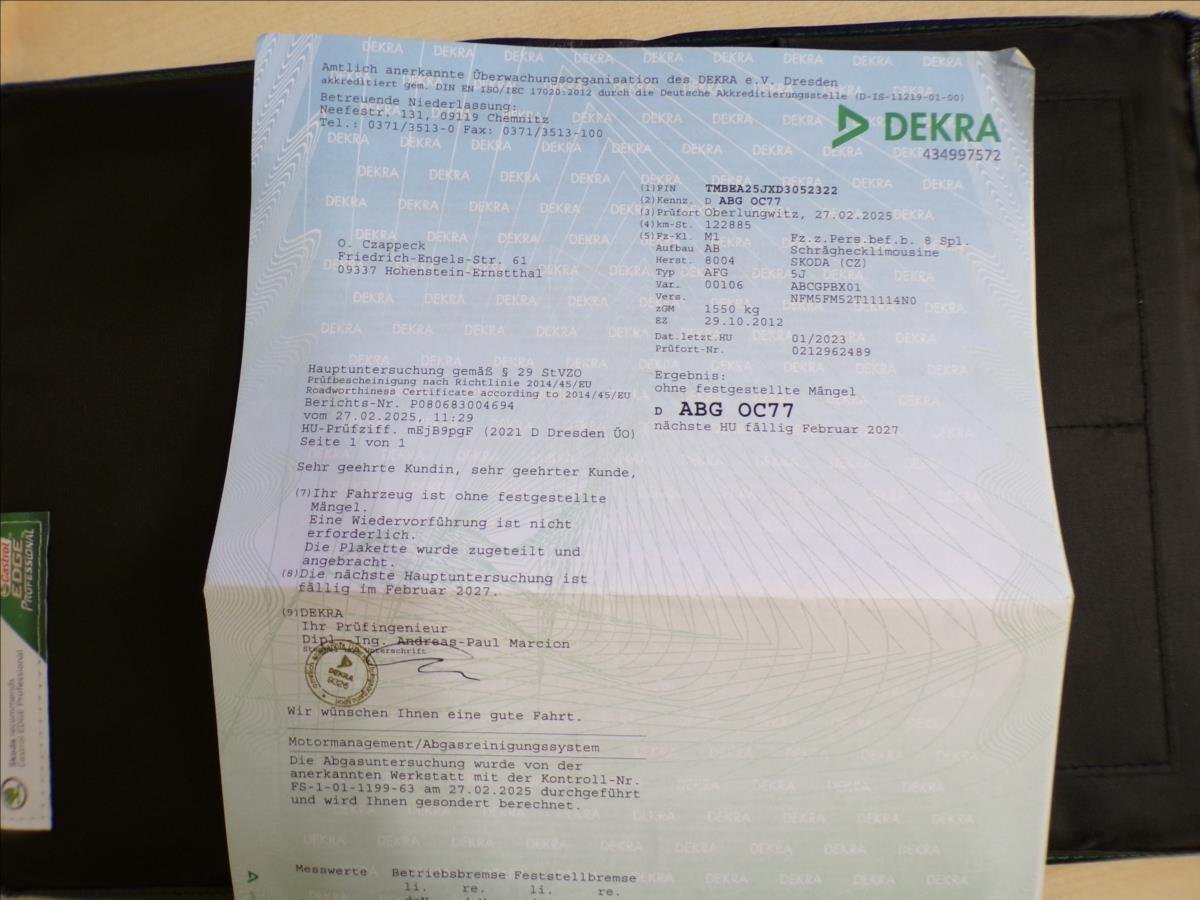 Amtlich anerkannte Überwachungsorganisation des DEKRA e.V. Dresden
akkreditiert gem. DIN EN ISO/IEC 17020:2012 durch die Deutsche Akkreditierungsstelle (D-IS-11219-01-00)
Betreuende Niederlassung:
Neefestr. 131, 09119 Chemnitz
Tel.: 0371/3513-0 Fax: 0371/3513-100
DEKRA
434997572
(1)FIN TMBEA25JXD3052322
(2)Kennz. D ABG OC77
(3)Prüfort Oberlungwitz, 27.02.2025
(4)km-St. 122885
(5)Fz-Kl. M1 Fz.z.Pers.bef.b. 8 Spl.
Aufbau AB Schräghecklimousine
Herst. 8004 SKODA (CZ)
Typ AFG 5J
Var. 00106 ABCGPBX01
Vers. NFM5FM52T11114N0
zGM 1550 kg
EZ 29.10.2012
Dat.letzt.HU 01/2023
Prüfort-Nr. 0212962489
O. Czappeck
Friedrich-Engels-Str. 61
09337 Hohenstein-Ernstthal
Hauptuntersuchung gemäß § 29 StVZO
Prüfbescheinigung nach Richtlinie 2014/45/EU
Roadworthiness Certificate according to 2014/45/EU
Berichts-Nr. P080683004694
vom 27.02.2025, 11:29
HU-Prüfziff. mEjB9pgF (2021 D Dresden ÜO)
Seite 1 von 1
Ergebnis:
ohne festgestellte Mängel
D ABG OC77
nächste HU fällig Februar 2027
Sehr geehrte Kundin, sehr geehrter Kunde,
(7)Ihr Fahrzeug ist ohne festgestellte
Mängel.
Eine Wiedervorführung ist nicht
erforderlich.
Die Plakette wurde zugeteilt und
angebracht.
(8)Die nächste Hauptuntersuchung ist
fällig im Februar 2027.
(9)DEKRA
Ihr Prüfingenieur
Dipl.-Ing. Andreas-Paul Marcion
Unterschrift
DEKRA
Wir wünschen Ihnen eine gute Fahrt.
Motormanagement/Abgasreinigungssystem
Die Abgasuntersuchung wurde von der
anerkannten Werkstatt mit der Kontroll-Nr.
FS-1-01-1199-63 am 27.02.2025 durchgeführt
und wird Ihnen gesondert berechnet.
Messwerte Betriebsbremse Feststellbremse
li. re. li. re.
Castrol
EDGE
PROFESSIONAL
Skoda recommends
Castrol EDGE Professional